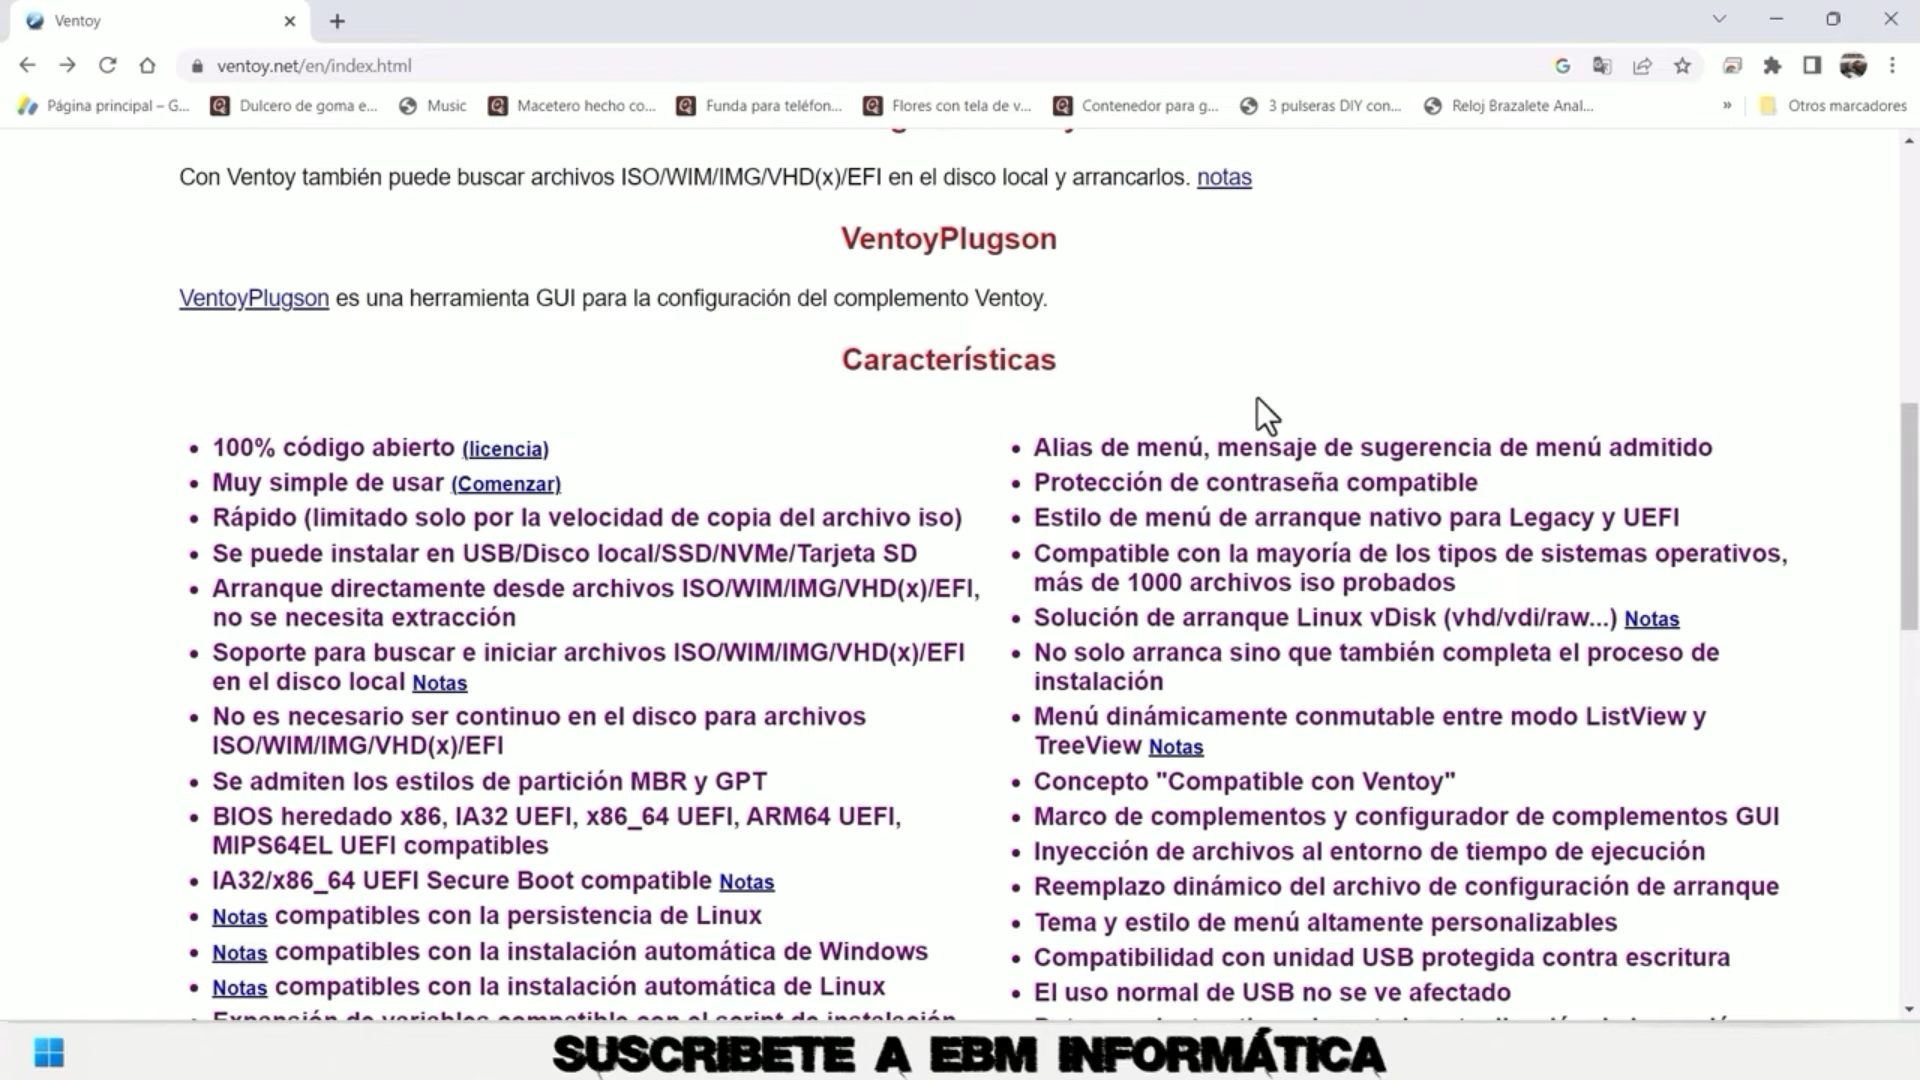 Ventoy
ventoy.net/en/index.html
Página principal – G...
Dulcero de goma e...
Music
Macetero hecho co...
Funda para teléfon...
Flores con tela de v...
Contenedor para g...
3 pulseras DIY con...
Reloj Brazalete Anal...
»
Otros marcadores
Con Ventoy también puede buscar archivos ISO/WIM/IMG/VHD(x)/EFI en el disco local y arrancarlos. notas
VentoyPlugson
VentoyPlugson es una herramienta GUI para la configuración del complemento Ventoy.
Características
• 100% código abierto (licencia)
• Muy simple de usar (Comenzar)
• Rápido (limitado solo por la velocidad de copia del archivo iso)
• Se puede instalar en USB/Disco local/SSD/NVMe/Tarjeta SD
• Arranque directamente desde archivos ISO/WIM/IMG/VHD(x)/EFI,
no se necesita extracción
• Soporte para buscar e iniciar archivos ISO/WIM/IMG/VHD(x)/EFI
en el disco local Notas
• No es necesario ser continuo en el disco para archivos
ISO/WIM/IMG/VHD(x)/EFI
• Se admiten los estilos de partición MBR y GPT
• BIOS heredado x86, IA32 UEFI, x86_64 UEFI, ARM64 UEFI,
MIPS64EL UEFI compatibles
• IA32/x86_64 UEFI Secure Boot compatible Notas
• Notas compatibles con la persistencia de Linux
• Notas compatibles con la instalación automática de Windows
• Notas compatibles con la instalación automática de Linux
Expansión de variables compatible con el script de instalación
• Alias de menú, mensaje de sugerencia de menú admitido
• Protección de contraseña compatible
• Estilo de menú de arranque nativo para Legacy y UEFI
• Compatible con la mayoría de los tipos de sistemas operativos,
más de 1000 archivos iso probados
• Solución de arranque Linux vDisk (vhd/vdi/raw...) Notas
• No solo arranca sino que también completa el proceso de
instalación
• Menú dinámicamente conmutable entre modo ListView y
TreeView Notas
• Concepto "Compatible con Ventoy"
• Marco de complementos y configurador de complementos GUI
• Inyección de archivos al entorno de tiempo de ejecución
• Reemplazo dinámico del archivo de configuración de arranque
• Tema y estilo de menú altamente personalizables
• Compatibilidad con unidad USB protegida contra escritura
• El uso normal de USB no se ve afectado
SUSCRIBETE A EBM INFORMÁTICA